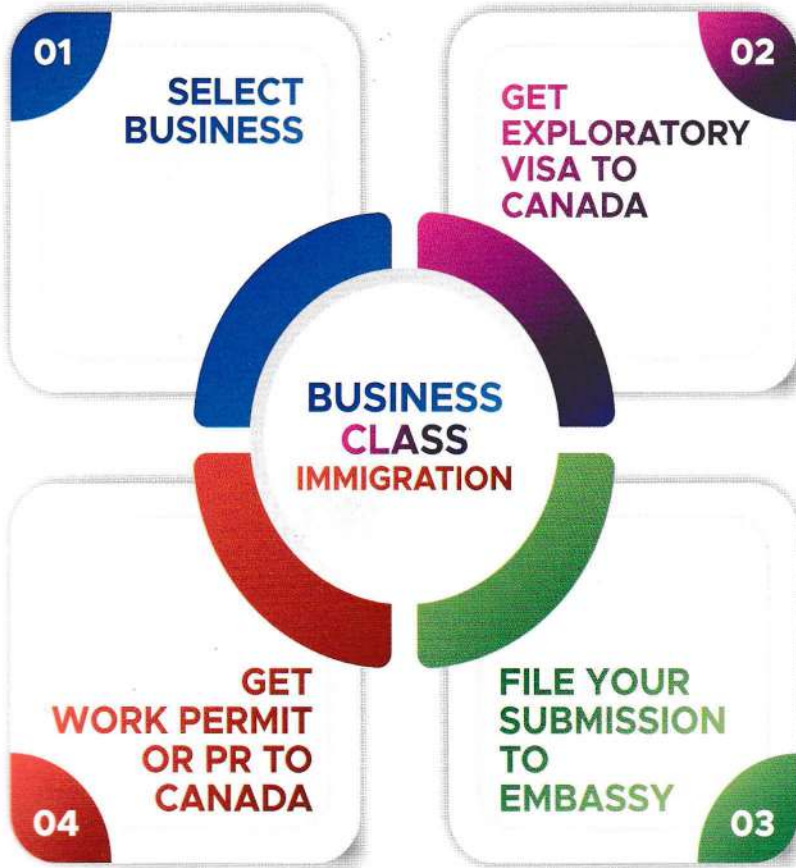 01
SELECT
BUSINESS
02
GET
EXPLORATORY
VISA TO
CANADA
BUSINESS
CLASS
IMMIGRATION
GET
WORK PERMIT
OR PR TO
CANADA
04
FILE YOUR
SUBMISSION
TO
EMBASSY
03